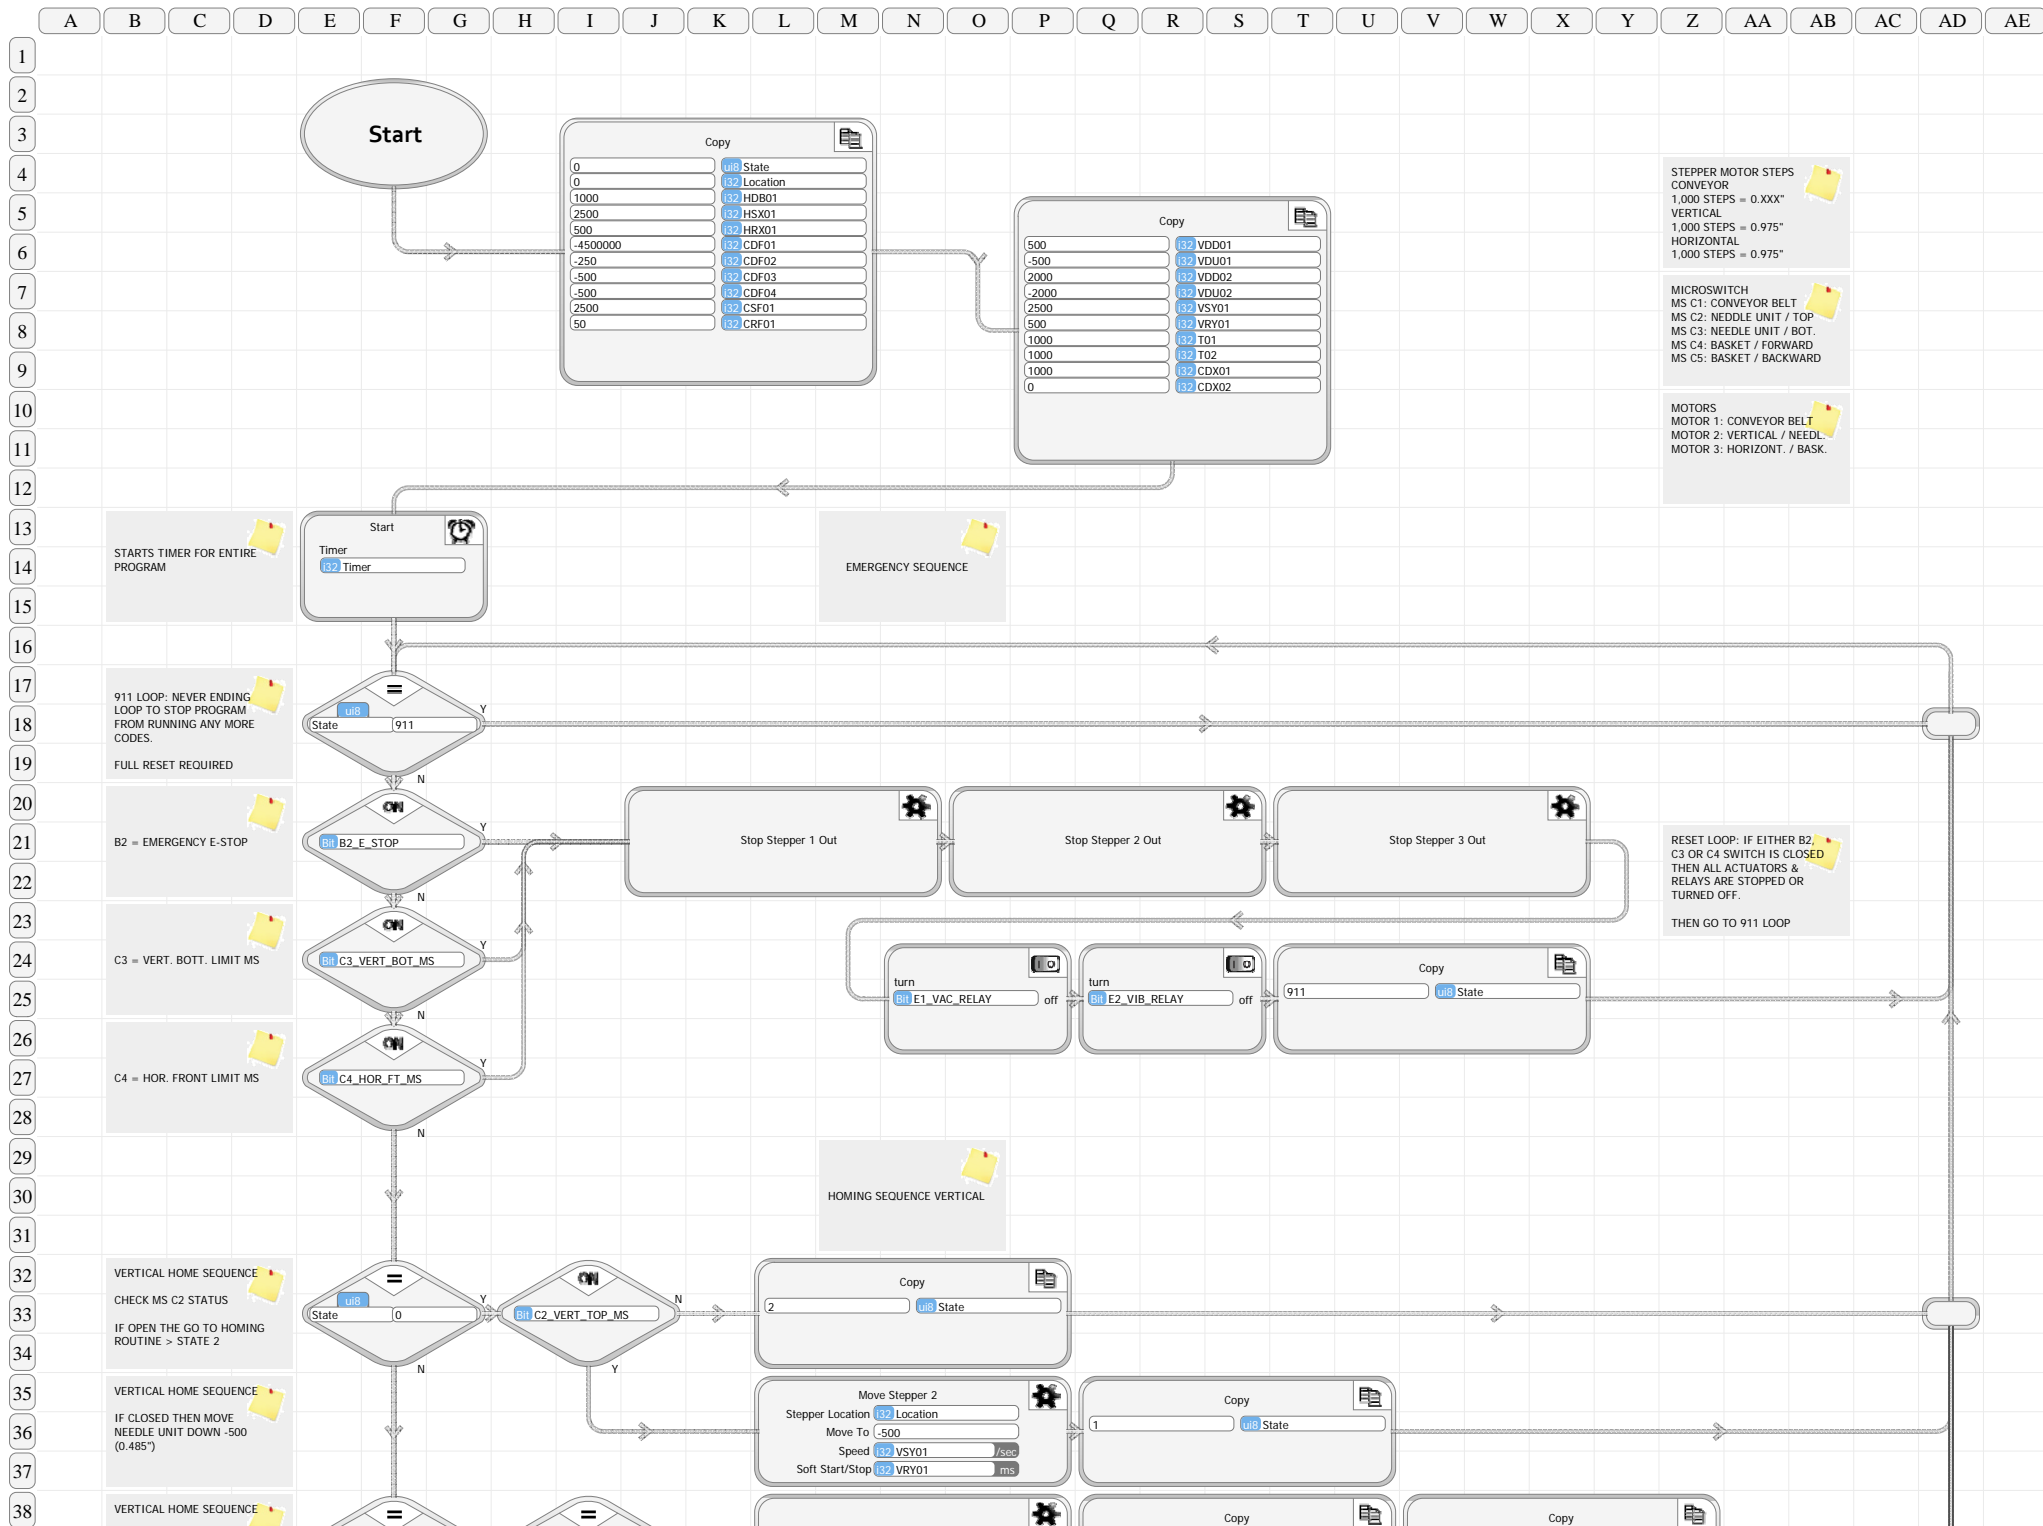 A B C D E F G H I J K L M N O P Q R S T U V W X Y Z AA AB AC AD AE
1
2
3
4
5
6
7
8
9
10
11
12
13
14
15
16
17
18
19
20
21
22
23
24
25
26
27
28
29
30
31
32
33
34
35
36
37
38
Start
Copy
0 ui8 State
0 i32 Location
1000 i32 HDB01
2500 i32 HSX01
500 i32 HRX01
-4500000 i32 CDF01
-250 i32 CDF02
-500 i32 CDF03
-500 i32 CDF04
2500 i32 CSF01
50 i32 CRF01
Copy
500 i32 VDD01
-500 i32 VDU01
2000 i32 VDD02
-2000 i32 VDU02
2500 i32 VSY01
500 i32 VRY01
1000 i32 T01
1000 i32 T02
1000 i32 CDX01
0 i32 CDX02
STEPPER MOTOR STEPS
CONVEYOR
1,000 STEPS = 0.XXX"
VERTICAL
1,000 STEPS = 0.975"
HORIZONTAL
1,000 STEPS = 0.975"
MICROSWITCH
MS C1: CONVEYOR BELT
MS C2: NEDDLE UNIT / TOP
MS C3: NEEDLE UNIT / BOT.
MS C4: BASKET / FORWARD
MS C5: BASKET / BACKWARD
MOTORS
MOTOR 1: CONVEYOR BELT
MOTOR 2: VERTICAL / NEEDL.
MOTOR 3: HORIZONT. / BASK.
STARTS TIMER FOR ENTIRE
PROGRAM
Start
Timer
i32 Timer
EMERGENCY SEQUENCE
911 LOOP: NEVER ENDING
LOOP TO STOP PROGRAM
FROM RUNNING ANY MORE
CODES.
FULL RESET REQUIRED
=
ui8
State 911
Y
N
B2 = EMERGENCY E-STOP
ON
Bit B2_E_STOP
Y
N
Stop Stepper 1 Out
Stop Stepper 2 Out
Stop Stepper 3 Out
RESET LOOP: IF EITHER B2,
C3 OR C4 SWITCH IS CLOSED
THEN ALL ACTUATORS &
RELAYS ARE STOPPED OR
TURNED OFF.
THEN GO TO 911 LOOP
C3 = VERT. BOTT. LIMIT MS
ON
Bit C3_VERT_BOT_MS
Y
N
turn
Bit E1_VAC_RELAY off
turn
Bit E2_VIB_RELAY off
Copy
911 ui8 State
C4 = HOR. FRONT LIMIT MS
ON
Bit C4_HOR_FT_MS
Y
N
HOMING SEQUENCE VERTICAL
VERTICAL HOME SEQUENCE
CHECK MS C2 STATUS
IF OPEN THE GO TO HOMING
ROUTINE > STATE 2
=
ui8
State 0
Y
N
ON
Bit C2_VERT_TOP_MS
N
Y
Copy
2 ui8 State
VERTICAL HOME SEQUENCE
IF CLOSED THEN MOVE
NEEDLE UNIT DOWN -500
(0.485")
Move Stepper 2
Stepper Location i32 Location
Move To -500
Speed i32 VSY01 /sec
Soft Start/Stop i32 VRY01 ms
Copy
1 ui8 State
VERTICAL HOME SEQUENCE
=
=
Copy
Copy